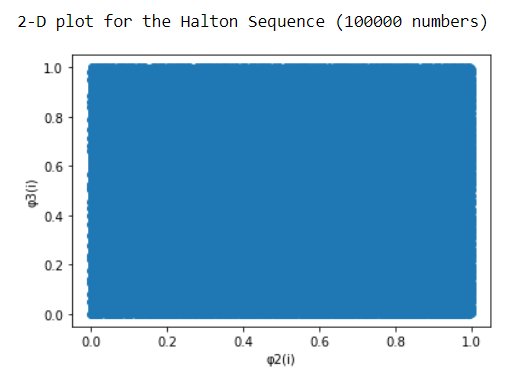 2-D plot for the Halton Sequence (100000 numbers)
1.0
0.8
0.6
0.4
0.2
0.0
φ3(i)
0.0 0.2 0.4 0.6 0.8 1.0
φ2(i)